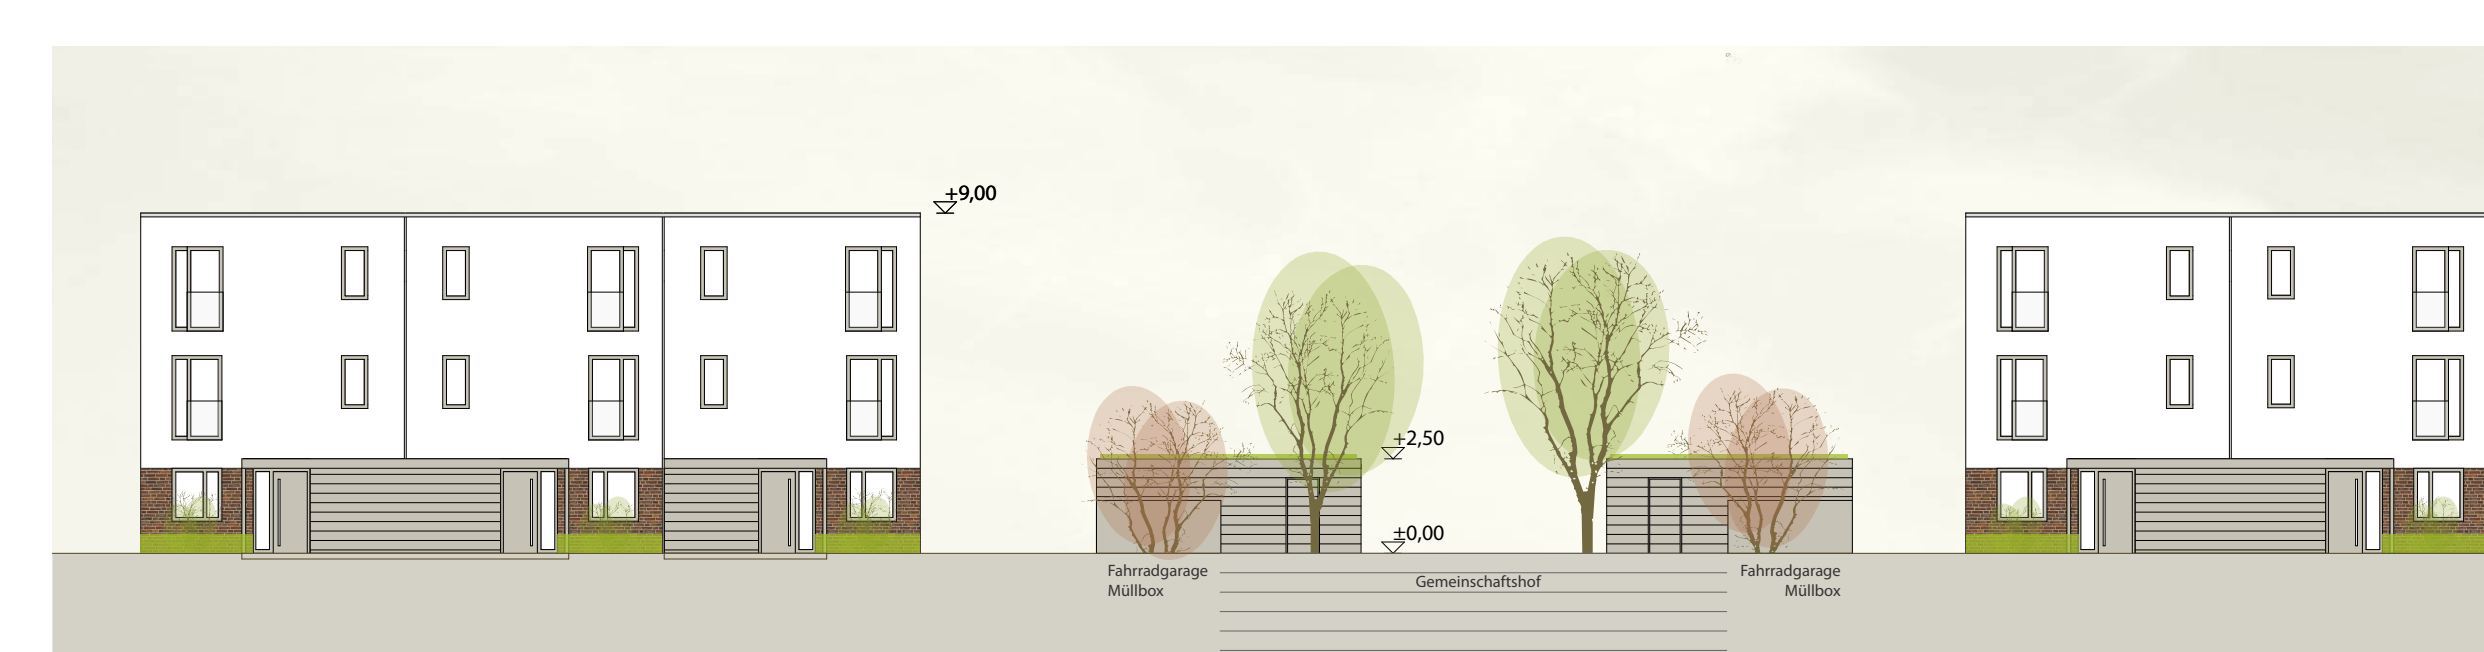 +9,00
+2,50
±0,00
Fahrradgarage
Müllbox
Gemeinschaftshof
Fahrradgarage
Müllbox